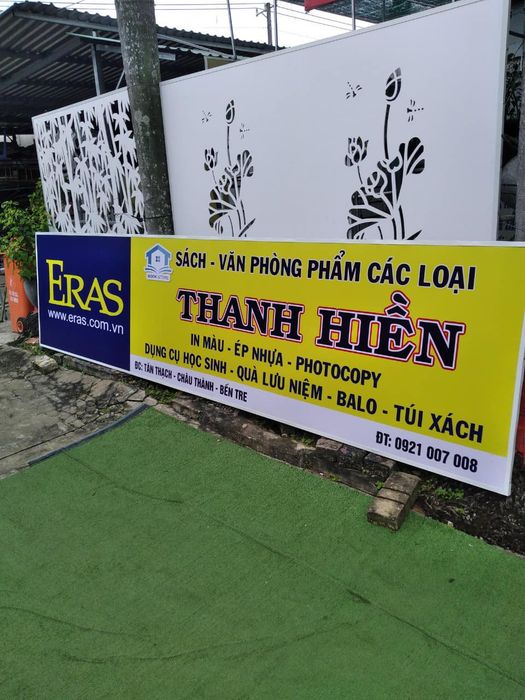 ERAS
www.eras.com.vn
SÁCH - VĂN PHÒNG PHẨM CÁC LOẠI
THANH HIỀN
IN MÀU - ÉP NHỰA - PHOTOCOPY
DỤNG CỤ HỌC SINH - QUÀ LƯU NIỆM - BALO - TÚI XÁCH
ĐC: TÂN THẠCH - CHÂU THÀNH - BẾN TRE
ĐT: 0921 007 008